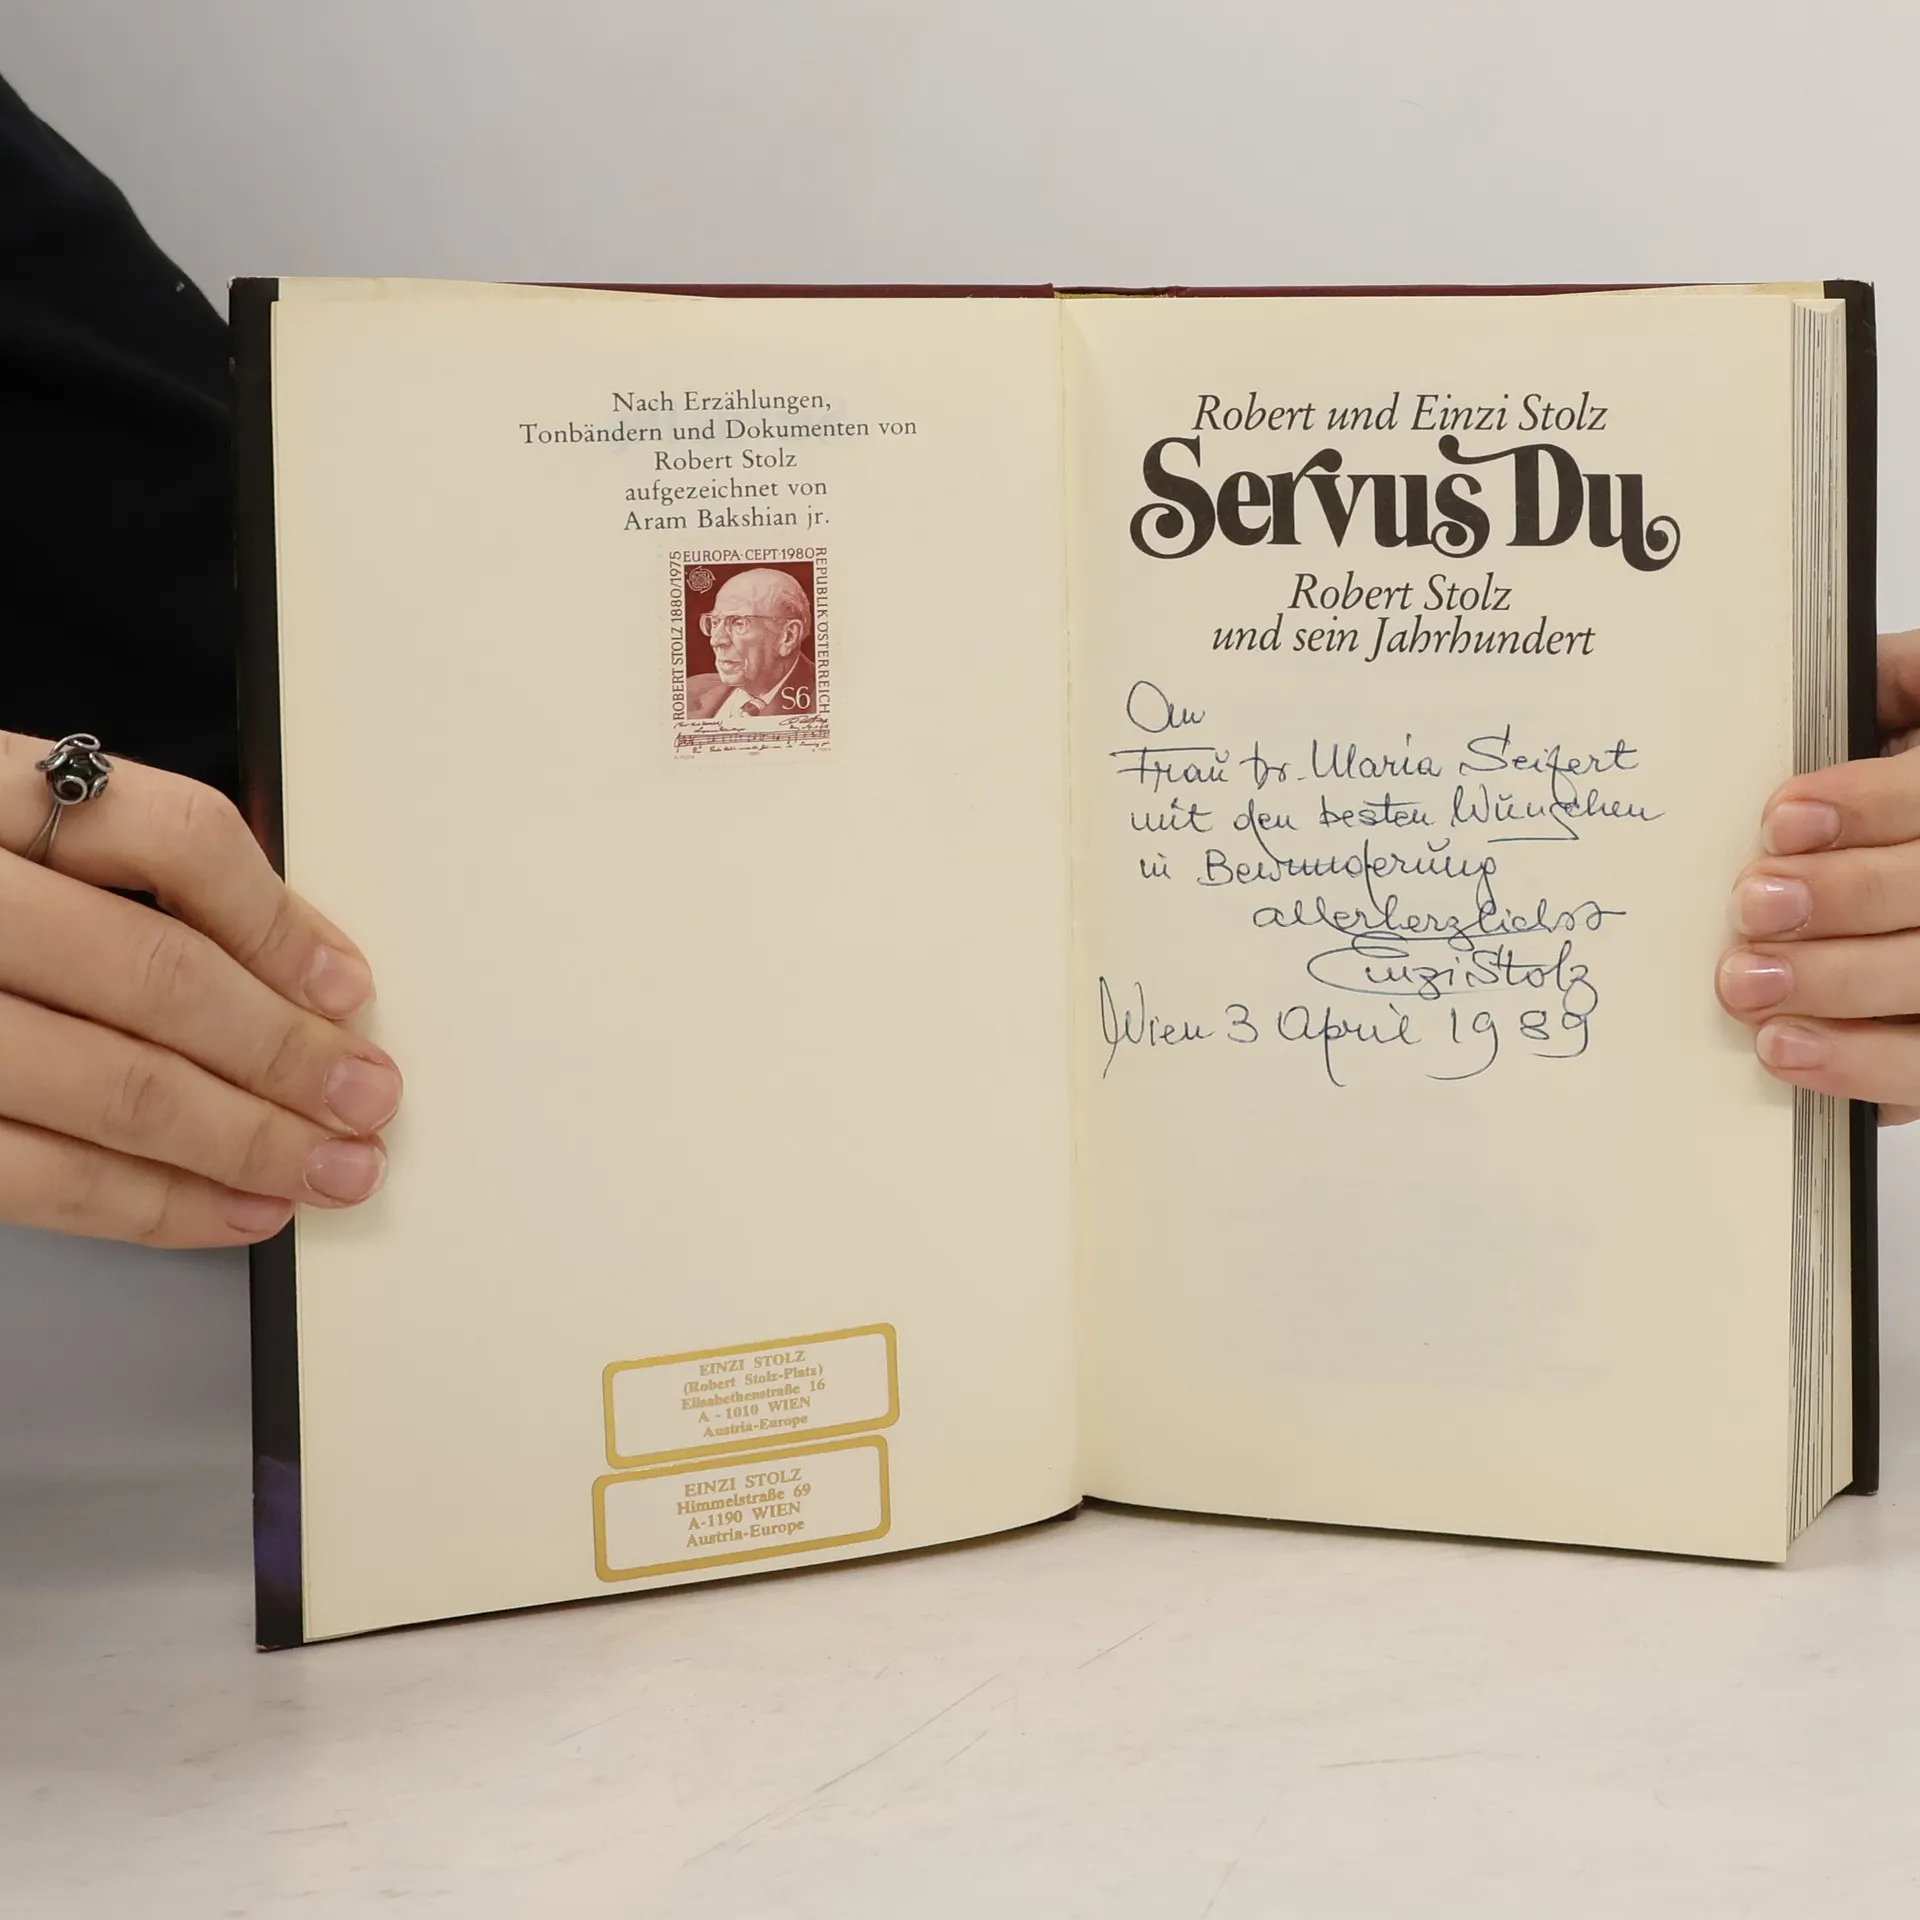 Nach Erzählungen,
Tonbändern und Dokumenten von
Robert Stolz
aufgezeichnet von
Aram Bakshian jr.
EUROPA·CEPT·1980
ROBERT STOLZ 1880/1975
REPUBLIK ÖSTERREICH
S6
EINZI STOLZ
(Robert Stolz-Platz)
Elisabethenstraße 16
A - 1010 WIEN
Austria-Europe
EINZI STOLZ
Himmelstraße 69
A-1190 WIEN
Austria-Europe
Robert und Einzi Stolz
Servus Du
Robert Stolz
und sein Jahrhundert
An
Frau Dr. Maria Seifert
mit den besten Wünschen
in Bewunderung
allerherzlichst
Einzi Stolz
Wien 3 April 1989